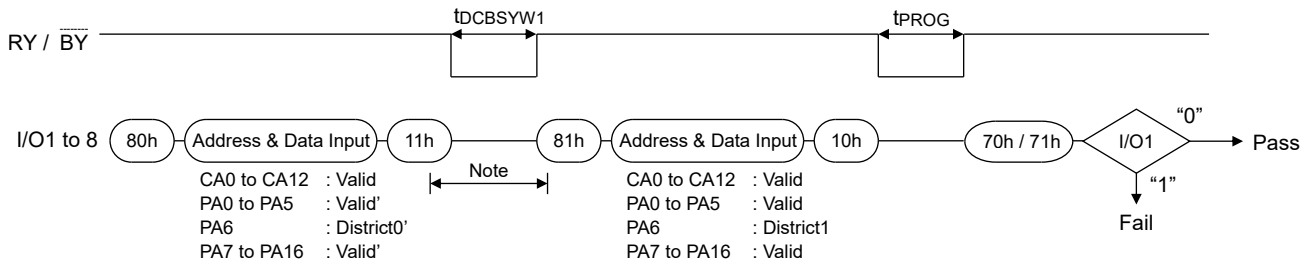 tDCBSYW1
tPROG
RY / BY
I/O1 to 8
80h
Address & Data Input
11h
81h
Address & Data Input
10h
70h / 71h
I/O1
“0”
Pass
“1”
Fail
Note
CA0 to CA12 : Valid
PA0 to PA5 : Valid’
PA6 : District0’
PA7 to PA16 : Valid’
CA0 to CA12 : Valid
PA0 to PA5 : Valid
PA6 : District1
PA7 to PA16 : Valid